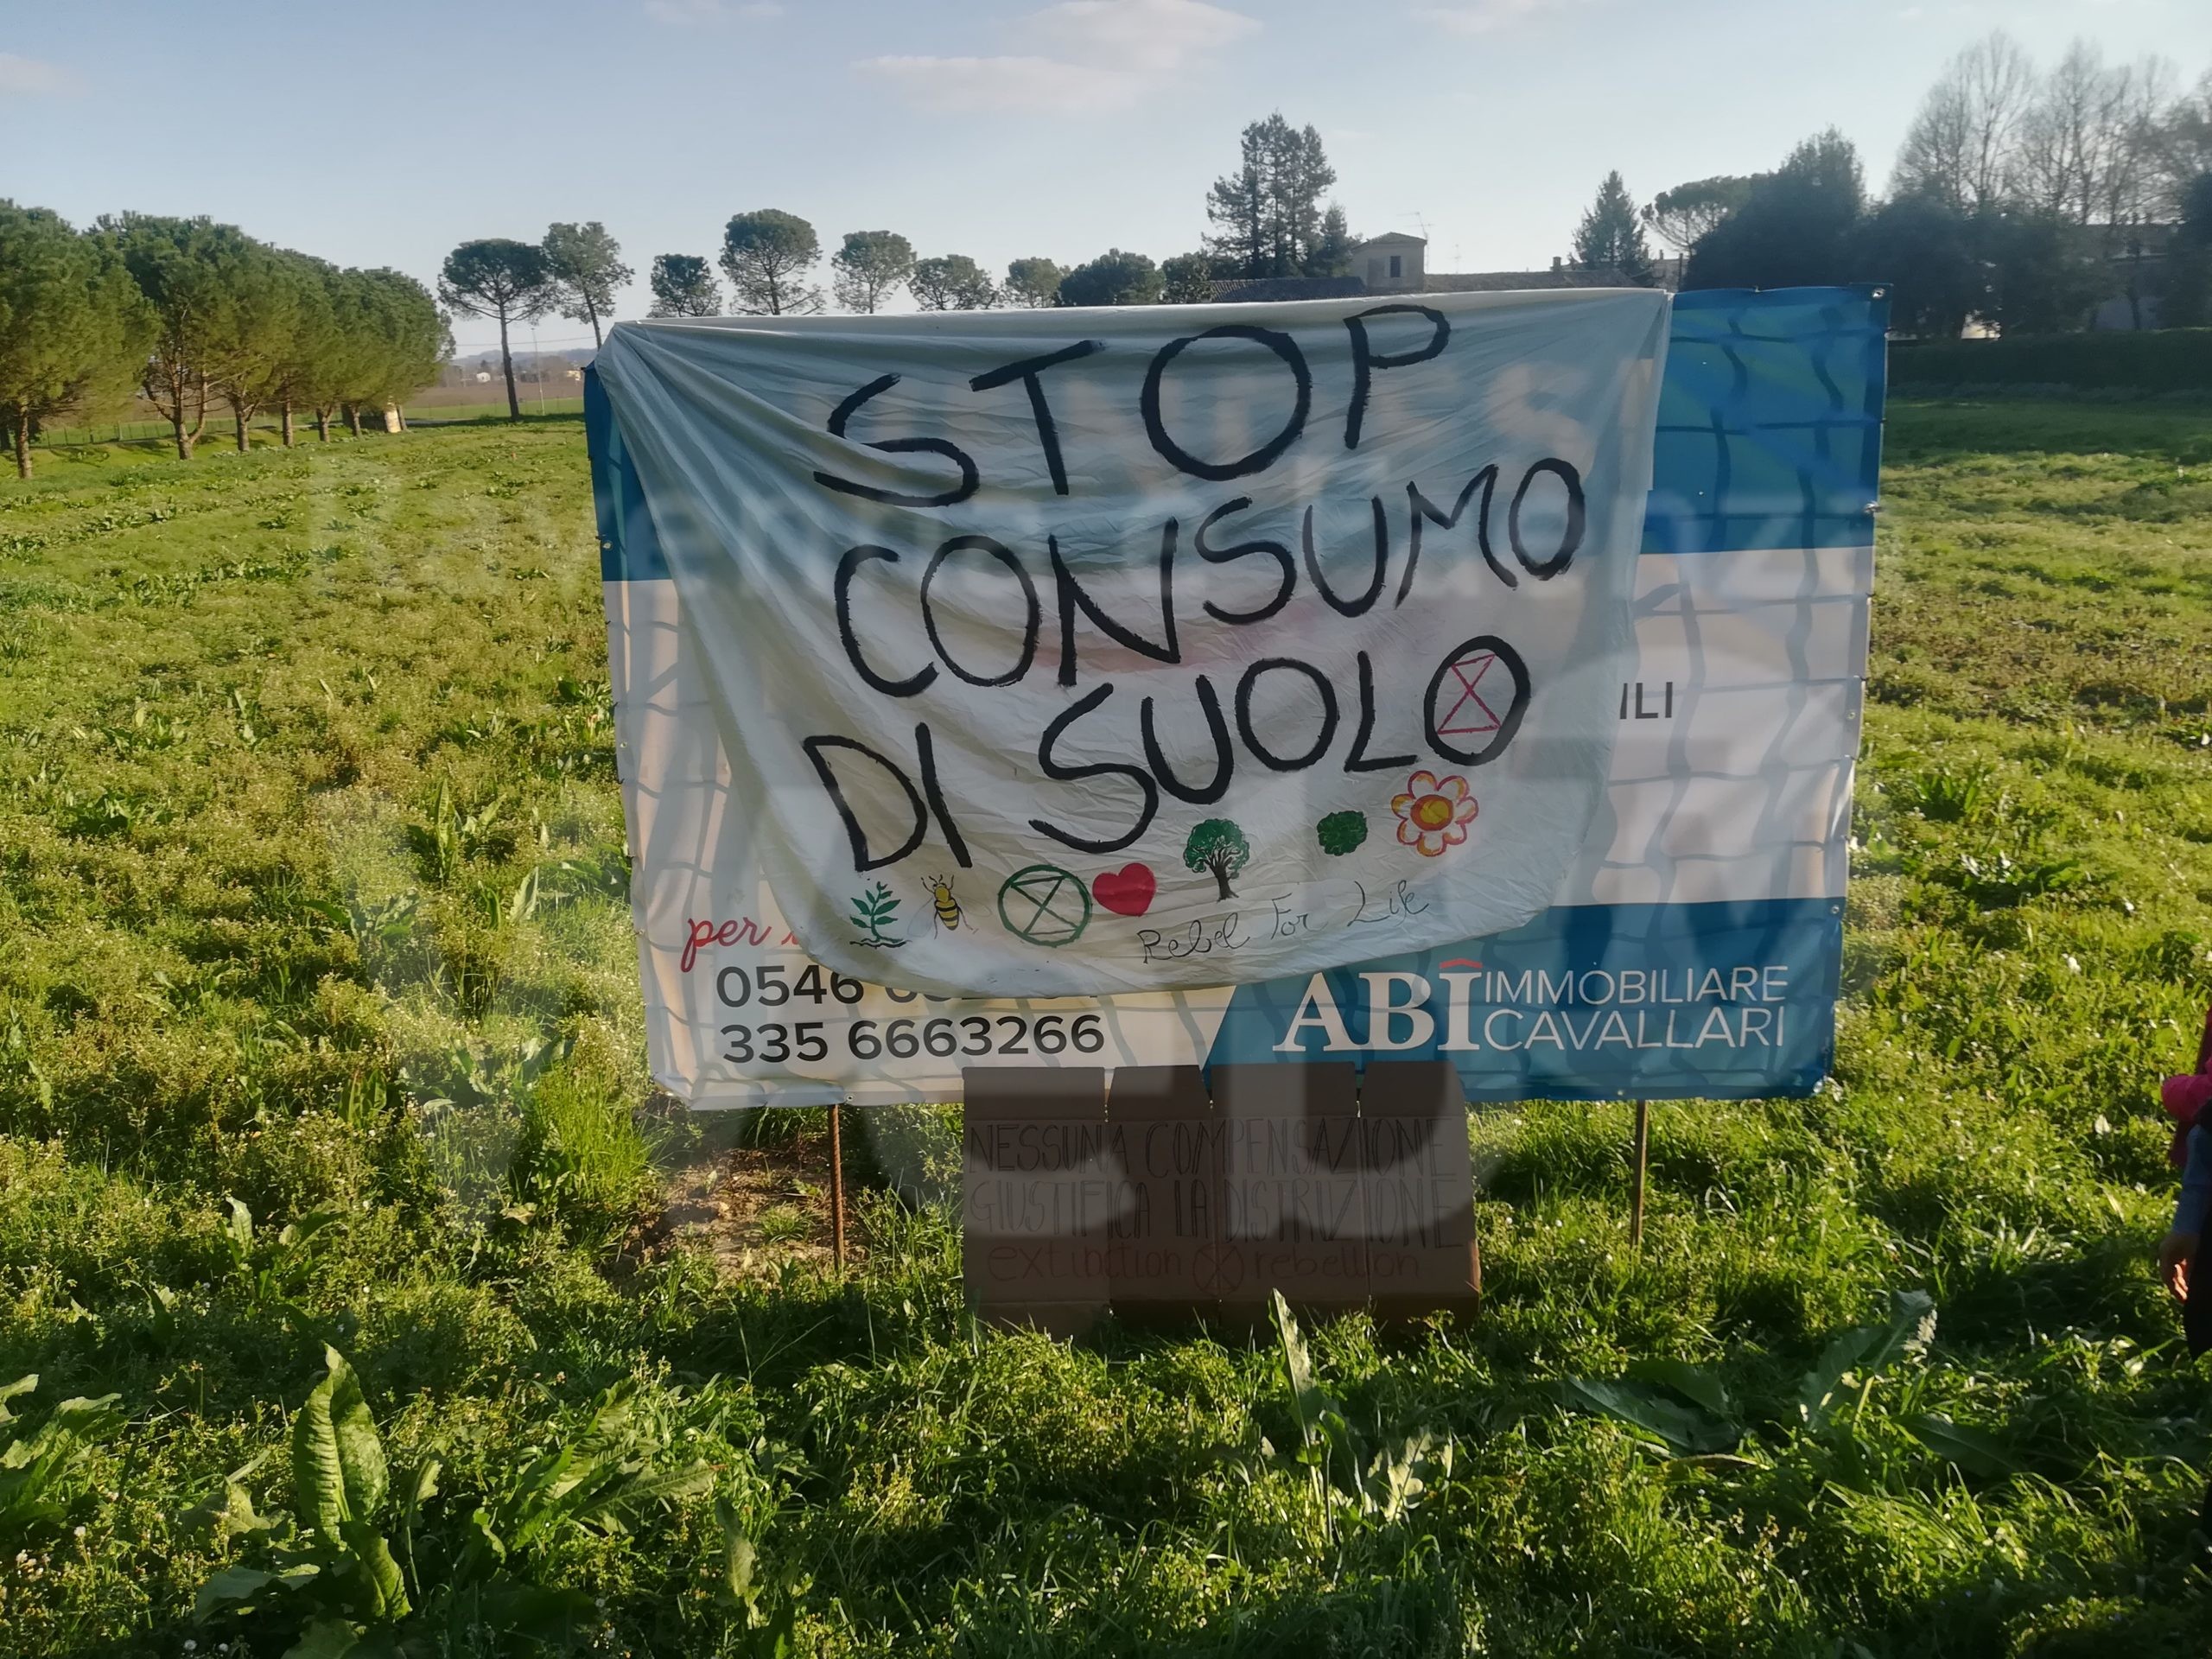 STOP
CONSUMO
DI SUOLO
Rebel For Life
ILI
per
0546
335 6663266
ABI IMMOBILIARE
CAVALLARI
NESSUNA COMPENSAZIONE
GIUSTIFICA LA DISTRUZIONE
extinction rebellion